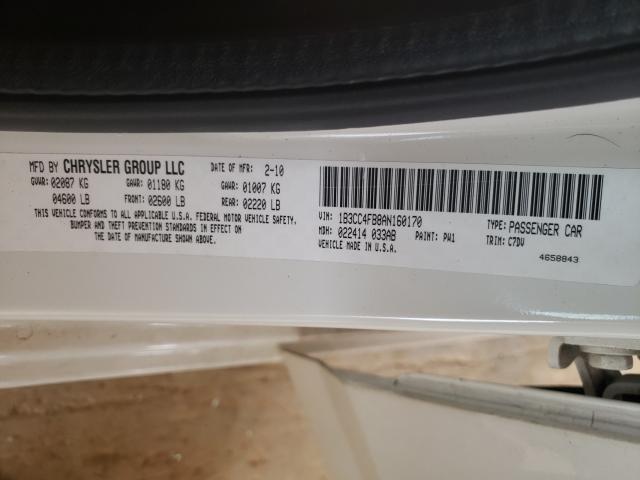 MFD BY CHRYSLER GROUP LLC DATE OF MFR 2-10
GVWR: 02087 KG GAWR: 01180 KG GAWR: 01007 KG
04600 LB FRONT: 02600 LB REAR: 02220 LB
THIS VEHICLE CONFORMS TO ALL APPLICABLE U.S.A. FEDERAL MOTOR VEHICLE SAFETY,
BUMPER AND THEFT PREVENTION STANDARDS IN EFFECT ON
THE DATE OF MANUFACTURE SHOWN ABOVE.
VIN: 1B3CC4FB8AN160170 TYPE: PASSENGER CAR
MDH: 022414 033AB PAINT: PW1 TRIM: C7DV
VEHICLE MADE IN U.S.A. 4658843